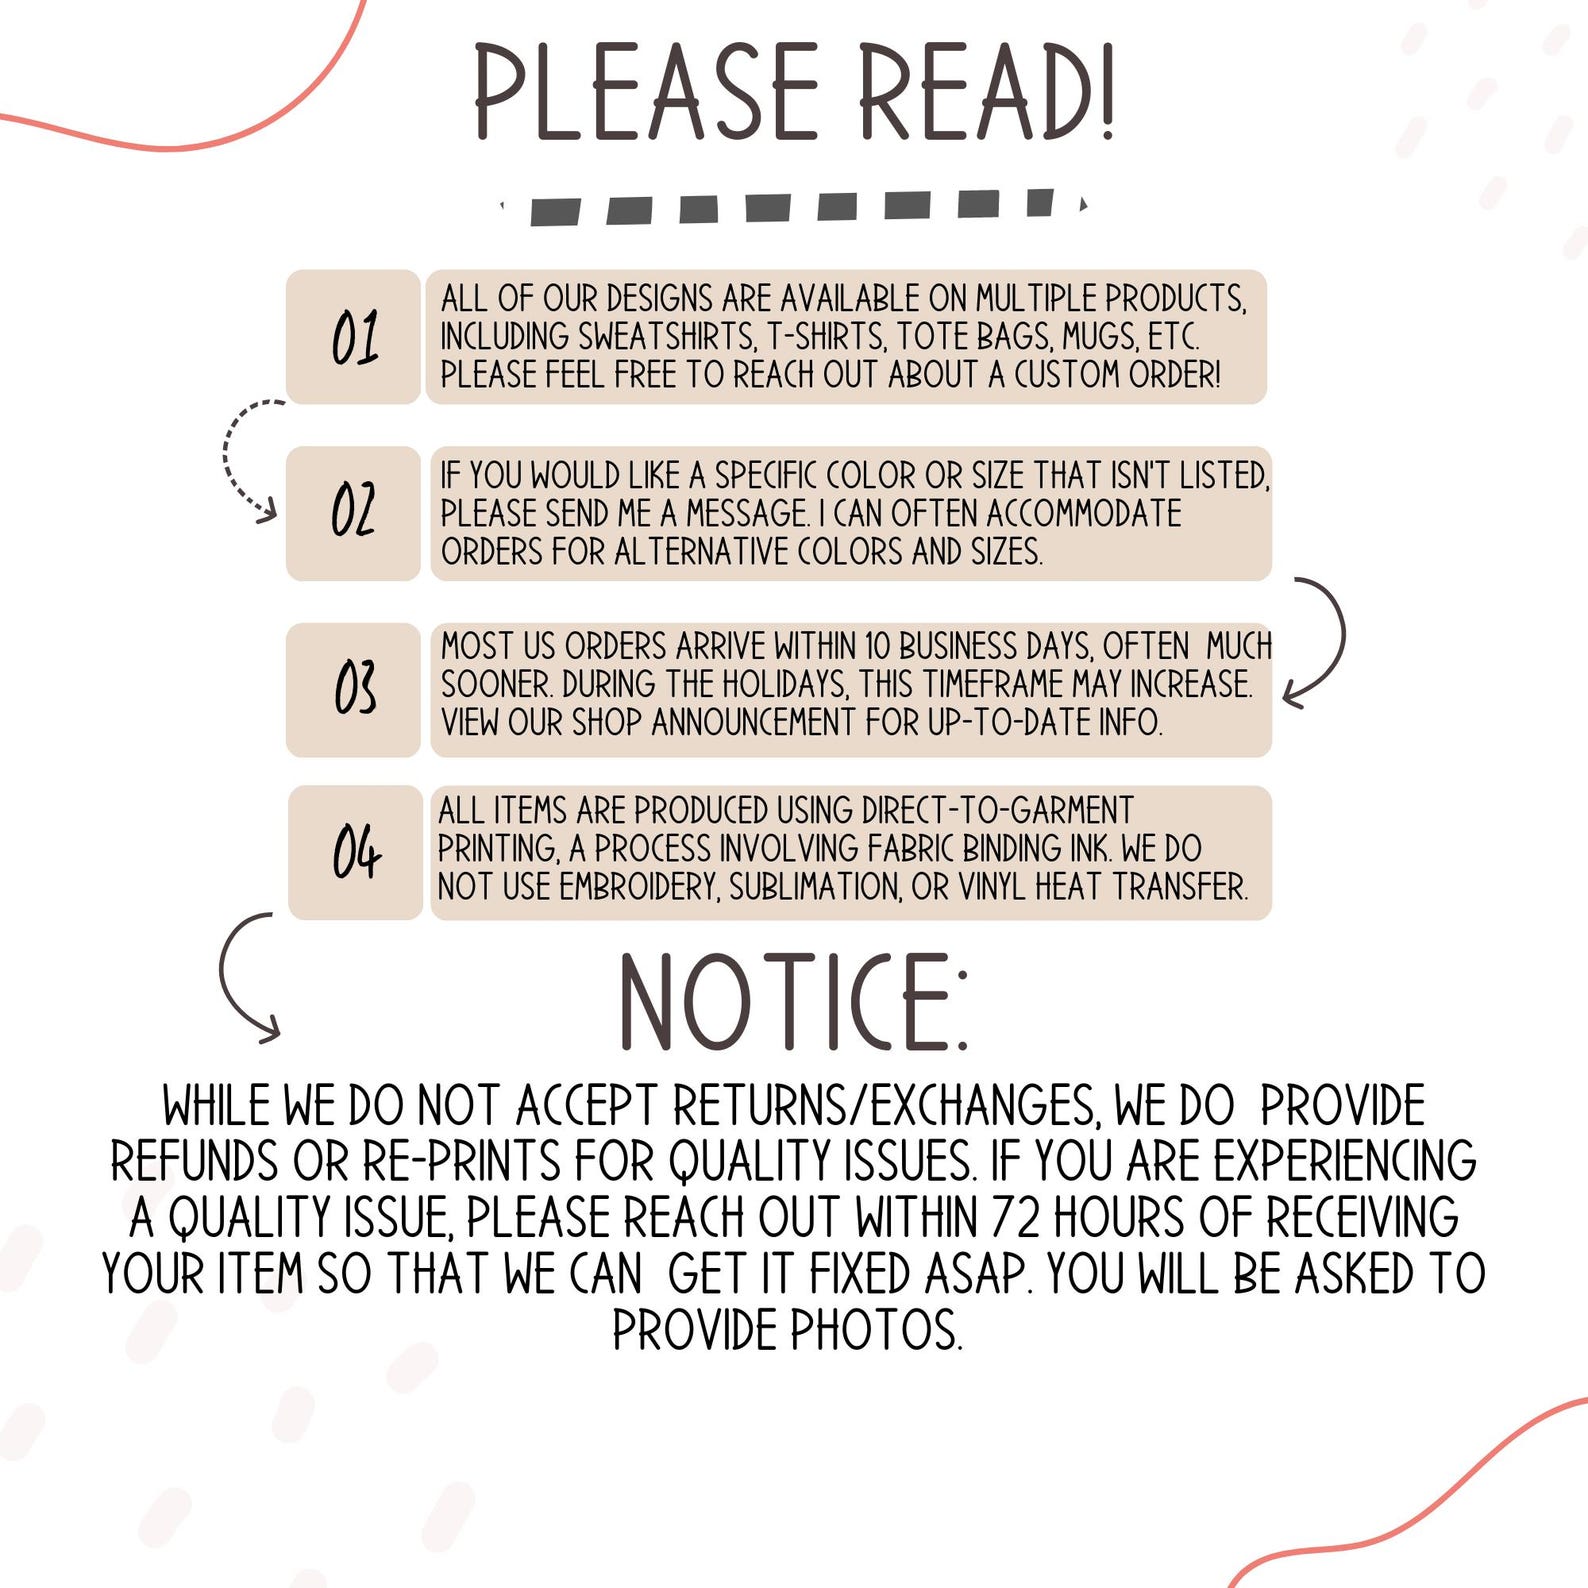 PLEASE READ!
01
ALL OF OUR DESIGNS ARE AVAILABLE ON MULTIPLE PRODUCTS,
INCLUDING SWEATSHIRTS, T-SHIRTS, TOTE BAGS, MUGS, ETC.
PLEASE FEEL FREE TO REACH OUT ABOUT A CUSTOM ORDER!
02
IF YOU WOULD LIKE A SPECIFIC COLOR OR SIZE THAT ISN'T LISTED,
PLEASE SEND ME A MESSAGE. I CAN OFTEN ACCOMMODATE
ORDERS FOR ALTERNATIVE COLORS AND SIZES.
03
MOST US ORDERS ARRIVE WITHIN 10 BUSINESS DAYS, OFTEN MUCH
SOONER. DURING THE HOLIDAYS, THIS TIMEFRAME MAY INCREASE.
VIEW OUR SHOP ANNOUNCEMENT FOR UP-TO-DATE INFO.
04
ALL ITEMS ARE PRODUCED USING DIRECT-TO-GARMENT
PRINTING, A PROCESS INVOLVING FABRIC BINDING INK. WE DO
NOT USE EMBROIDERY, SUBLIMATION, OR VINYL HEAT TRANSFER.
NOTICE:
WHILE WE DO NOT ACCEPT RETURNS/EXCHANGES, WE DO PROVIDE
REFUNDS OR RE-PRINTS FOR QUALITY ISSUES. IF YOU ARE EXPERIENCING
A QUALITY ISSUE, PLEASE REACH OUT WITHIN 72 HOURS OF RECEIVING
YOUR ITEM SO THAT WE CAN GET IT FIXED ASAP. YOU WILL BE ASKED TO
PROVIDE PHOTOS.